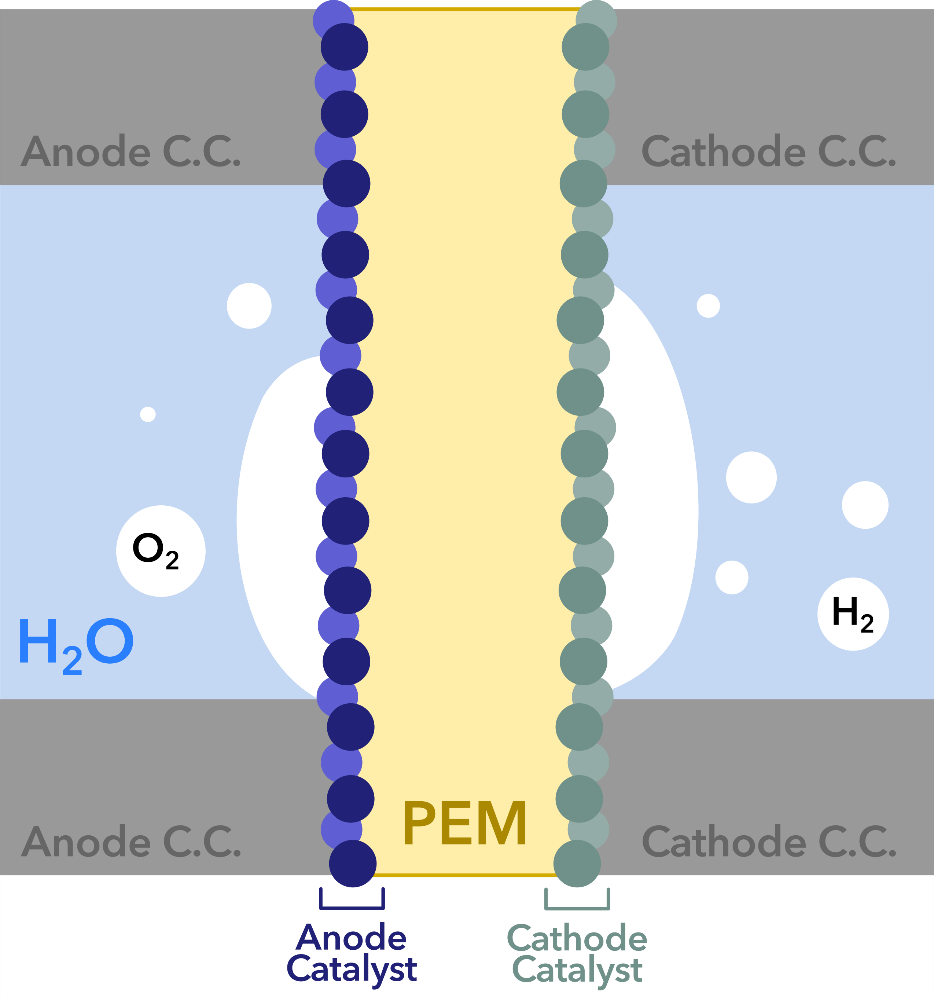 Anode C.C.
Cathode C.C.
O₂
H₂O
H₂
Anode C.C.
PEM
Cathode C.C.
Anode
Catalyst
Cathode
Catalyst